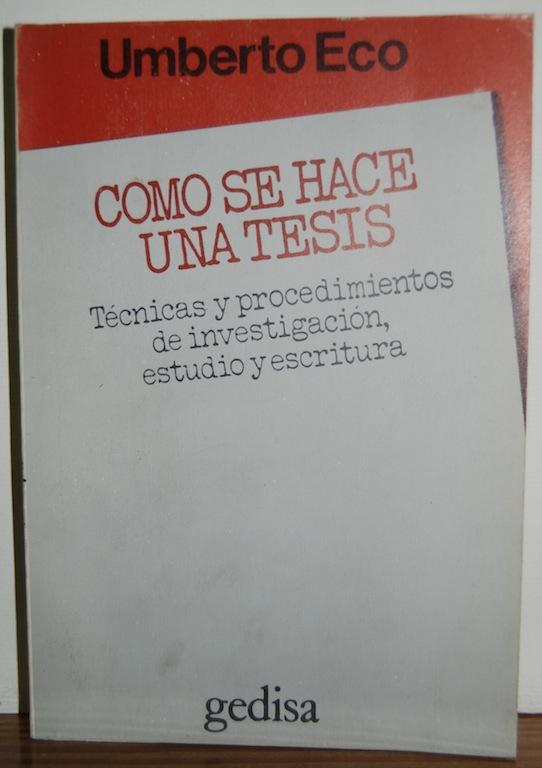 Umberto Eco
COMO SE HACE
UNA TESIS
Técnicas y procedimientos
de investigación,
estudio y escritura
gedisa